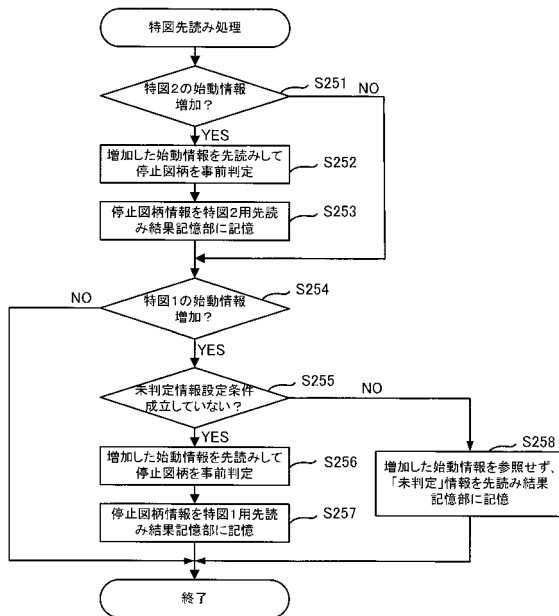 特図先読み処理
特図2の始動情報
増加?
S251
NO
YES
増加した始動情報を先読みして
停止図柄を事前判定
S252
停止図柄情報を特図2用先読
み結果記憶部に記憶
S253
特図1の始動情報
増加?
S254
NO
YES
未判定情報設定条件
成立していない?
S255
NO
YES
増加した始動情報を先読みして
停止図柄を事前判定
S256
停止図柄情報を特図1用先読
み結果記憶部に記憶
S257
S258
増加した始動情報を参照せず、
「未判定」情報を先読み結果
記憶部に記憶
終了